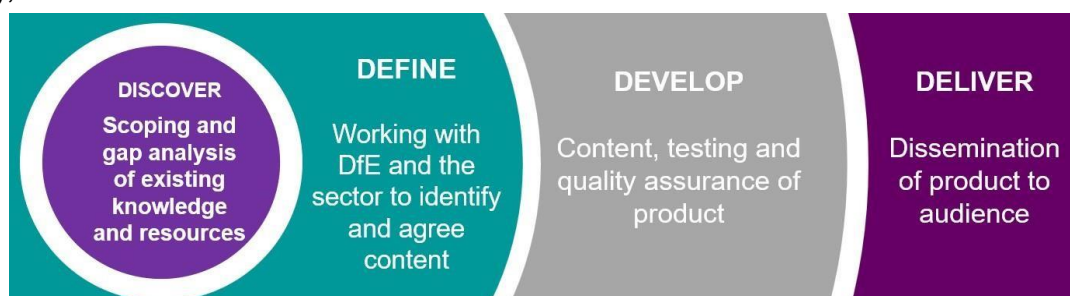 DISCOVER
Scoping and
gap analysis
of existing
knowledge
and resources
DEFINE
Working with
DfE and the
sector to identify
and agree
content
DEVELOP
Content, testing and
quality assurance of
product
DELIVER
Dissemination
of product to
audience